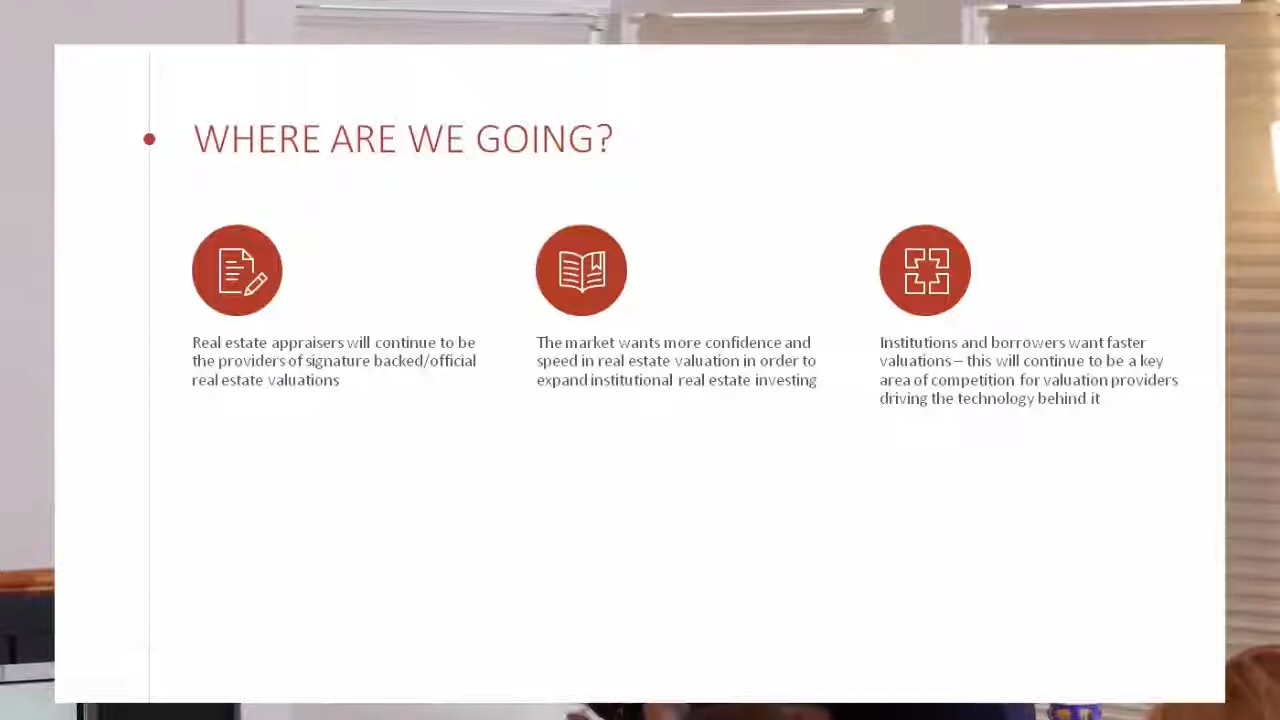 WHERE ARE WE GOING?
Real estate appraisers will continue to be
the providers of signature backed/official
real estate valuations
The market wants more confidence and
speed in real estate valuation in order to
expand institutional real estate investing
Institutions and borrowers want faster
valuations – this will continue to be a key
area of competition for valuation providers
driving the technology behind it